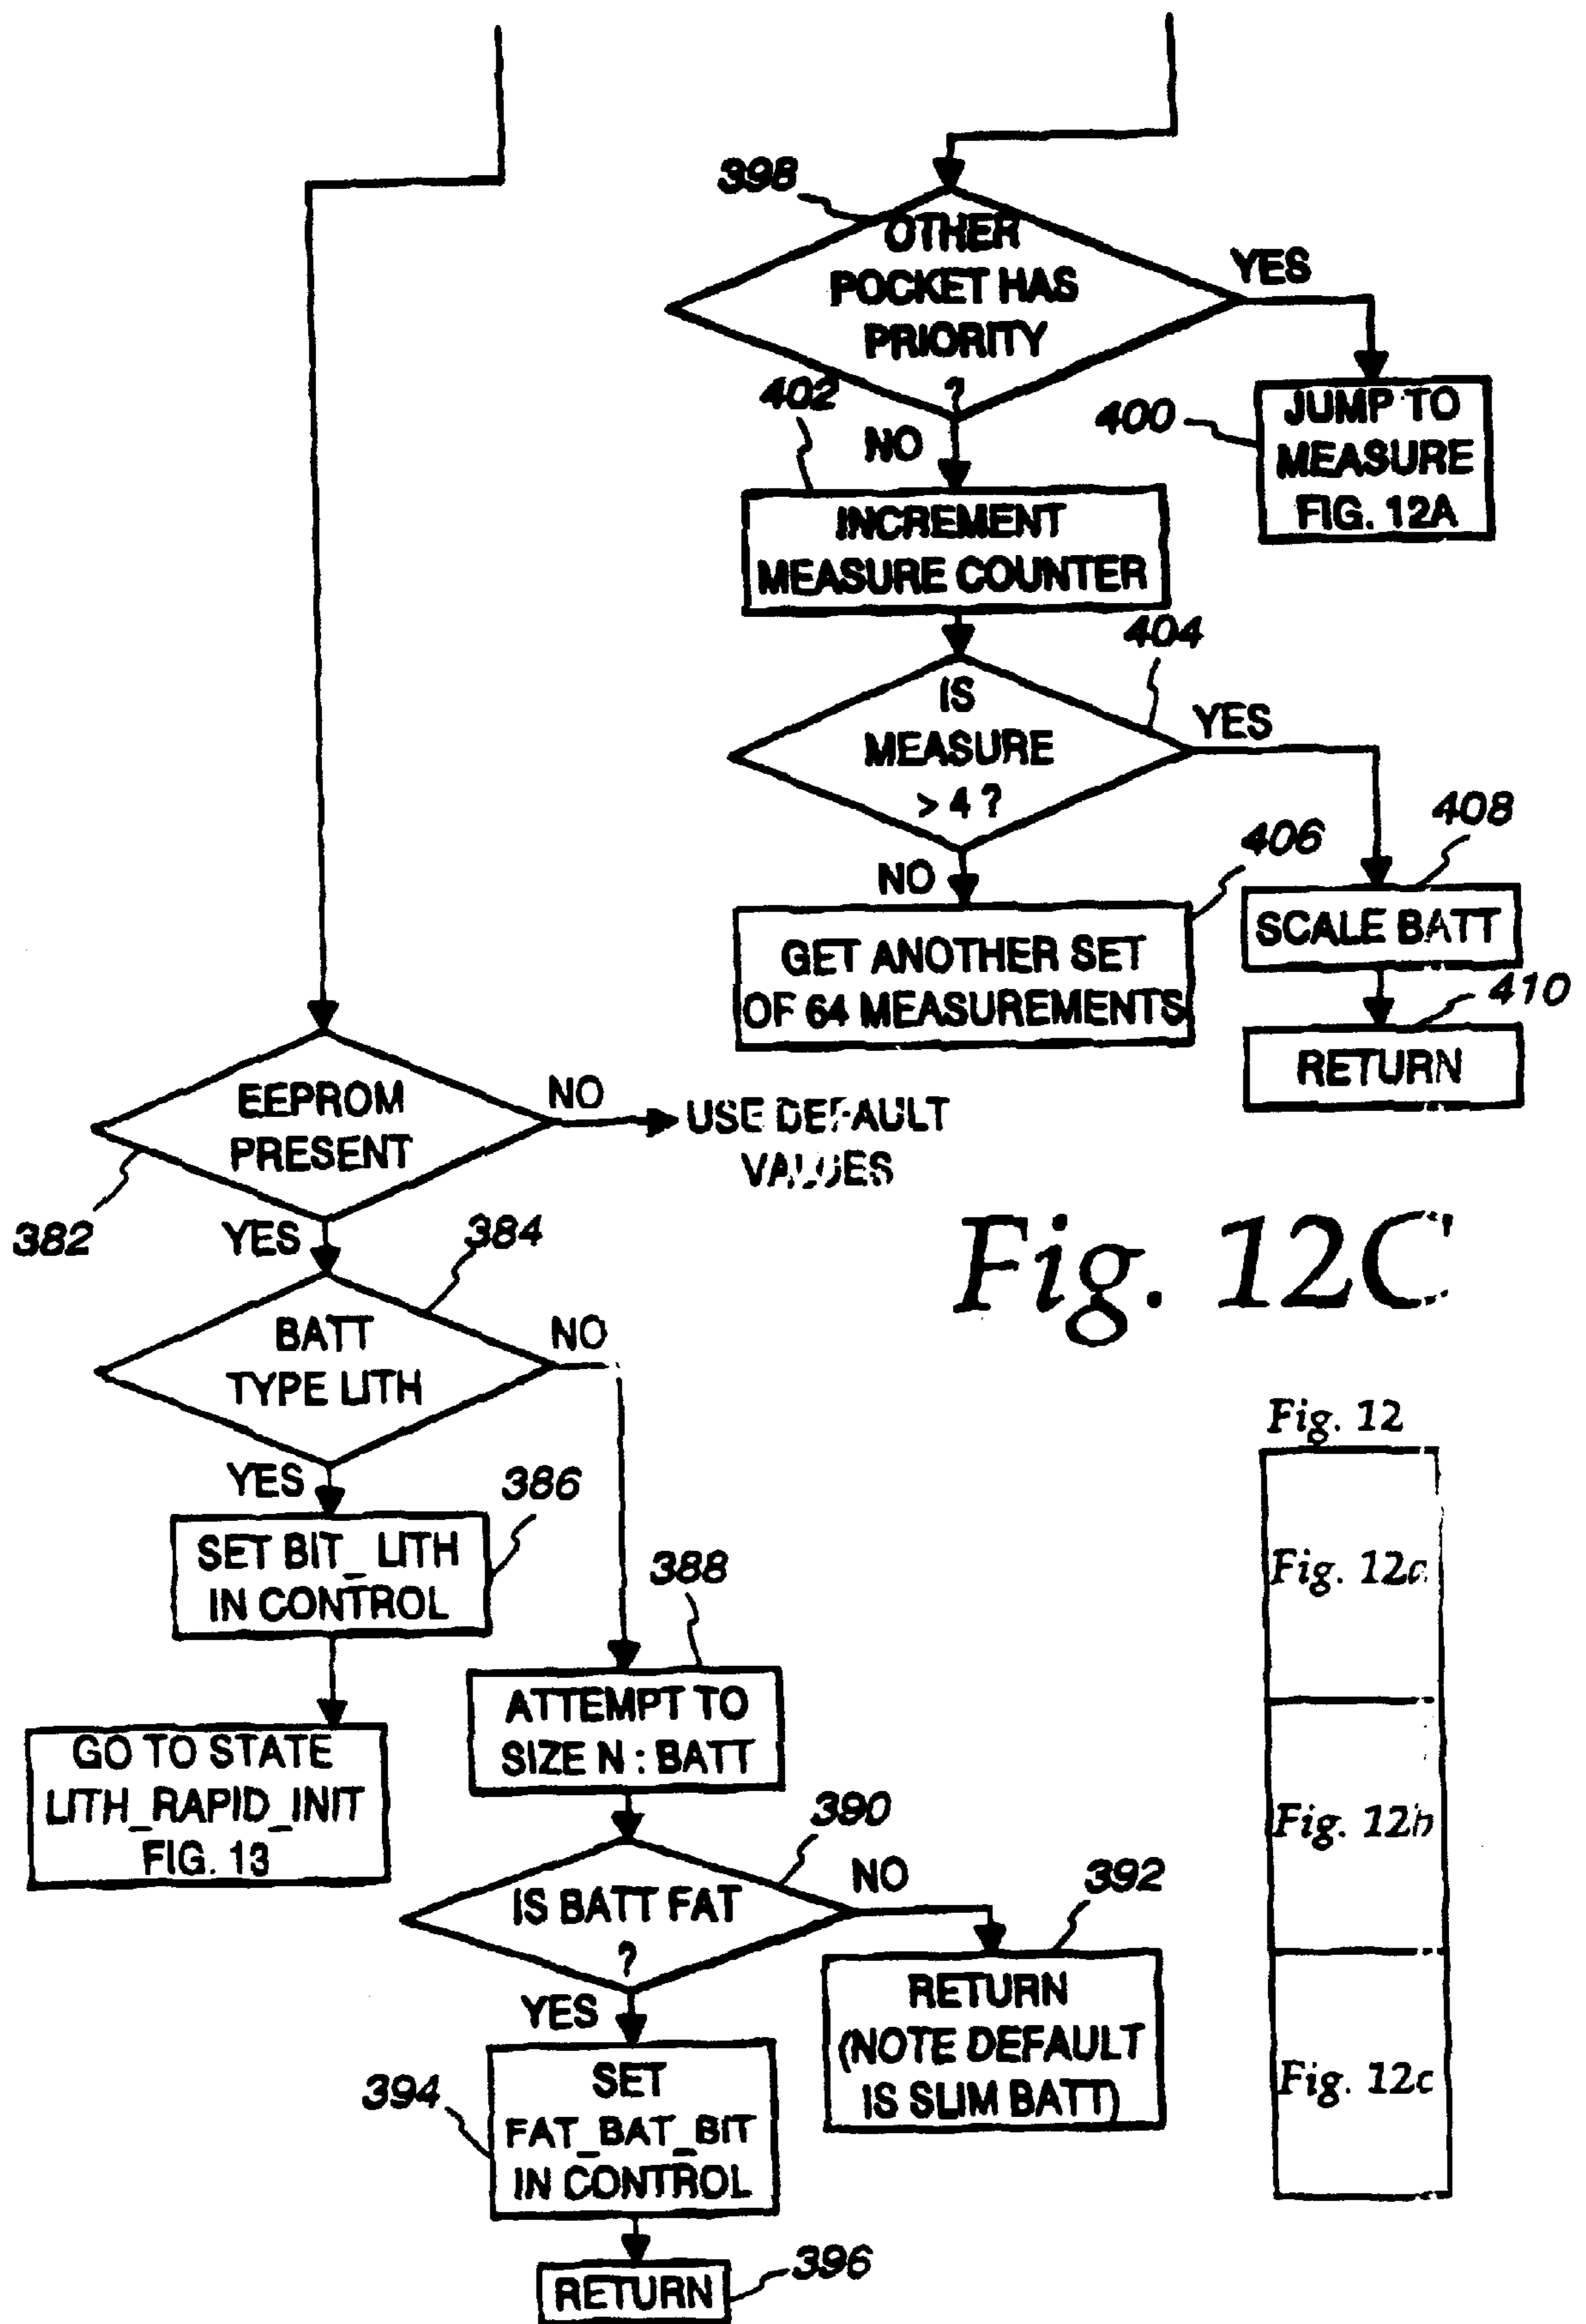 398
OTHER
POCKET HAS
PRIORITY
?
YES
NO
400
JUMP TO
MEASURE
FIG. 12A
402
INCREMENT
MEASURE COUNTER
404
IS
MEASURE
> 4 ?
YES
NO
406
GET ANOTHER SET
OF 64 MEASUREMENTS
408
SCALE BATT
410
RETURN
EEPROM
PRESENT
NO
USE DEFAULT
VALUES
382
YES
384
BATT
TYPE LITH
NO
YES
386
SET BIT_LITH
IN CONTROL
GO TO STATE
LITH_RAPID_INIT
FIG. 13
388
ATTEMPT TO
SIZE N : BATT
390
IS BATT FAT
?
NO
392
RETURN
(NOTE DEFAULT
IS SLIM BATT)
YES
394
SET
FAT_BAT_BIT
IN CONTROL
RETURN
396
Fig. 12C
Fig. 12
Fig. 12a
Fig. 12b
Fig. 12c